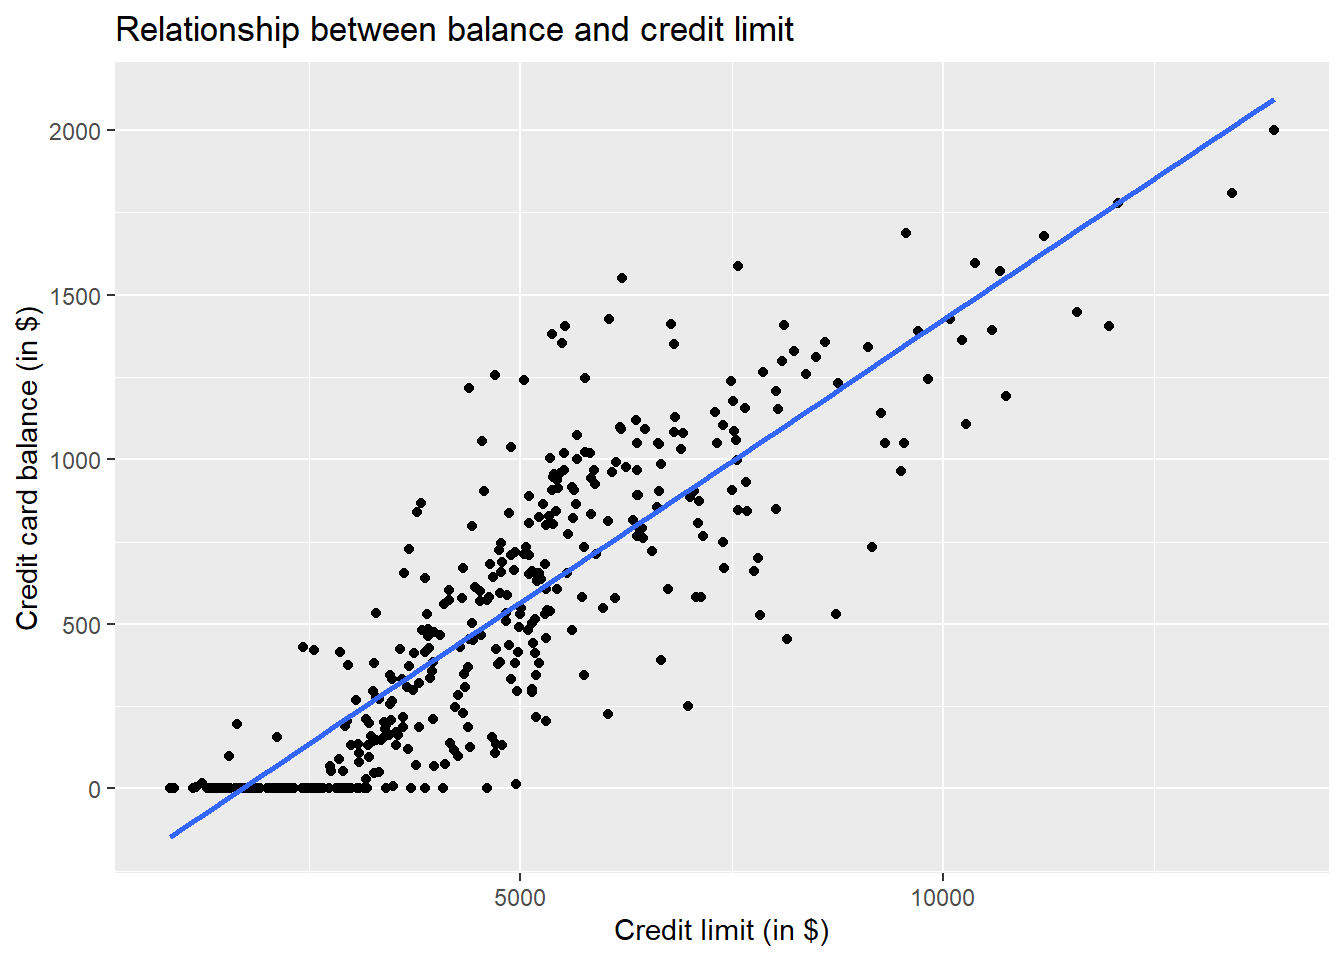 Relationship between balance and credit limit
2000
1500
1000
500
0
Credit card balance (in $)
5000 10000
Credit limit (in $)